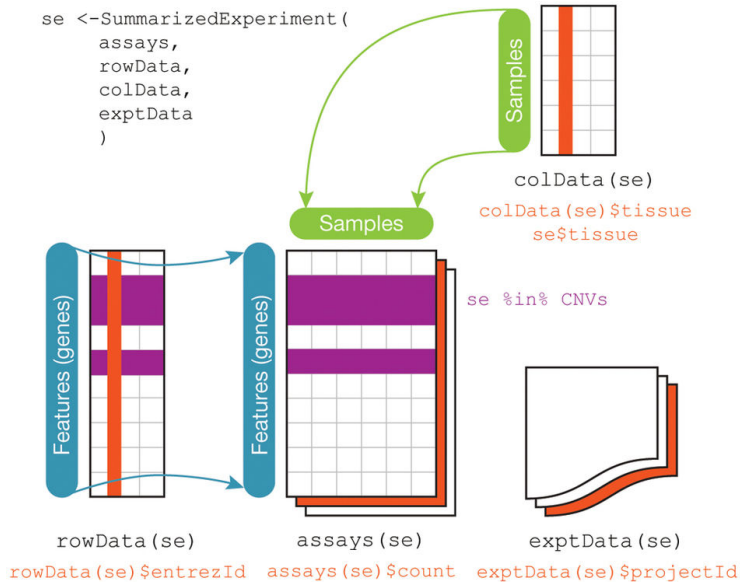 se <-SummarizedExperiment(
assays,
rowData,
colData,
exptData
)
Samples
colData(se)
colData(se)$tissue
se$tissue
Samples
Features (genes)
Features (genes)
se %in% CNVs
rowData(se)
assays(se)
exptData(se)
rowData(se)$entrezId
assays(se)$count
exptData(se)$projectId